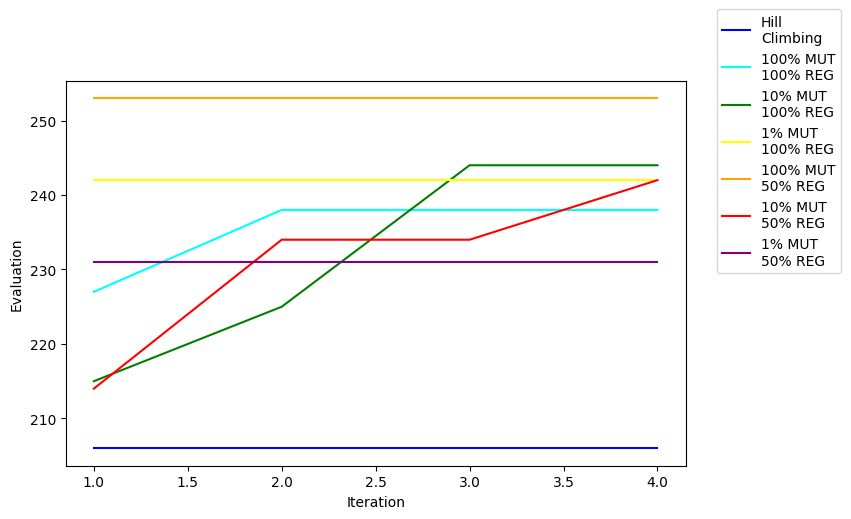 Hill
Climbing
100% MUT
100% REG
10% MUT
100% REG
1% MUT
100% REG
100% MUT
50% REG
10% MUT
50% REG
1% MUT
50% REG
250
240
230
220
210
Evaluation
1.0 1.5 2.0 2.5 3.0 3.5 4.0
Iteration